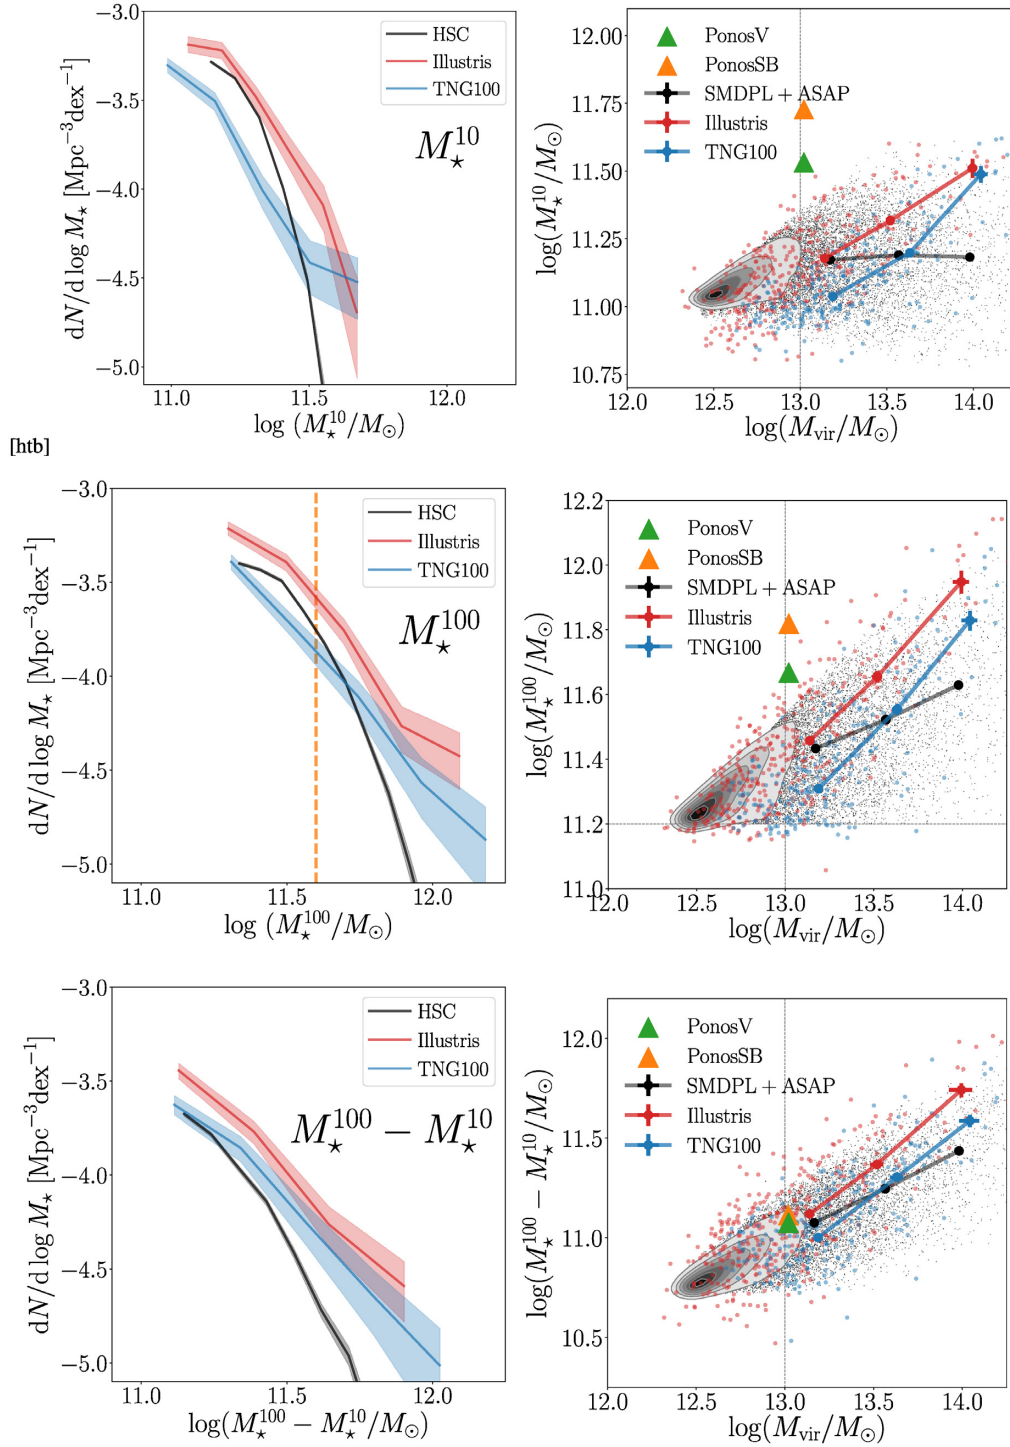 −3.0
−3.5
−4.0
−4.5
−5.0
dN/d log M⋆ [Mpc⁻³dex⁻¹]
HSC
Illustris
TNG100
M⋆¹⁰
11.0 11.5 12.0
log (M⋆¹⁰/M⊙)
12.00
11.75
11.50
11.25
11.00
10.75
log(M⋆¹⁰/M⊙)
PonosV
PonosSB
SMDPL + ASAP
Illustris
TNG100
12.0 12.5 13.0 13.5 14.0
log(Mvir/M⊙)
[htb]
−3.0
−3.5
−4.0
−4.5
−5.0
dN/d log M⋆ [Mpc⁻³dex⁻¹]
HSC
Illustris
TNG100
M⋆¹⁰⁰
11.0 11.5 12.0
log (M⋆¹⁰⁰/M⊙)
12.2
12.0
11.8
11.6
11.4
11.2
11.0
log(M⋆¹⁰⁰/M⊙)
PonosV
PonosSB
SMDPL + ASAP
Illustris
TNG100
12.0 12.5 13.0 13.5 14.0
log(Mvir/M⊙)
−3.0
−3.5
−4.0
−4.5
−5.0
dN/d log M⋆ [Mpc⁻³dex⁻¹]
HSC
Illustris
TNG100
M⋆¹⁰⁰ − M⋆¹⁰
11.0 11.5 12.0
log(M⋆¹⁰⁰ − M⋆¹⁰/M⊙)
12.0
11.5
11.0
10.5
log(M⋆¹⁰⁰ − M⋆¹⁰/M⊙)
PonosV
PonosSB
SMDPL + ASAP
Illustris
TNG100
12.0 12.5 13.0 13.5 14.0
log(Mvir/M⊙)